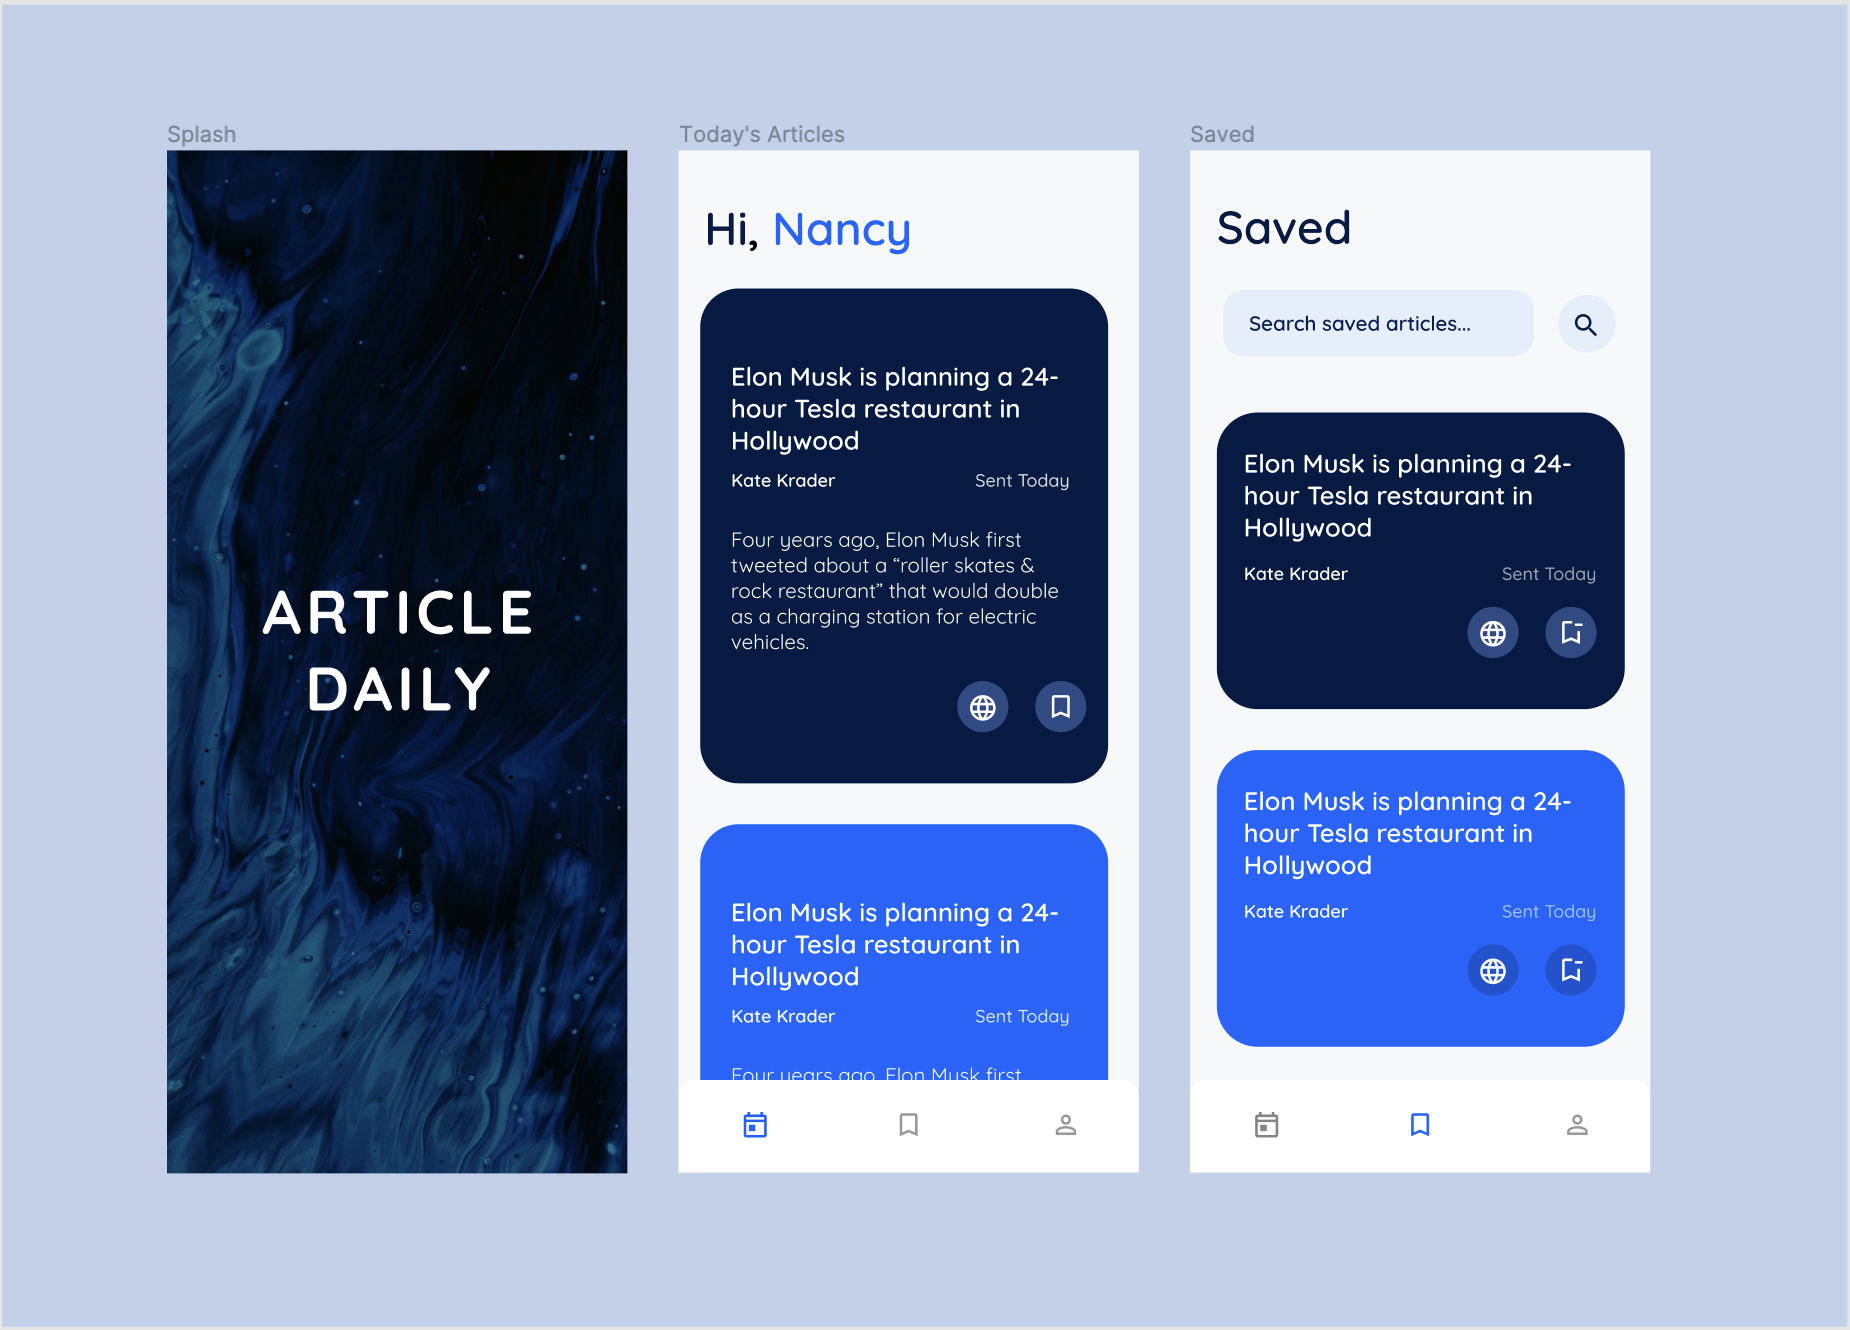 Splash
ARTICLE
DAILY
Today's Articles
Hi, Nancy
Elon Musk is planning a 24-
hour Tesla restaurant in
Hollywood
Kate Krader
Sent Today
Four years ago, Elon Musk first
tweeted about a “roller skates &
rock restaurant” that would double
as a charging station for electric
vehicles.
Elon Musk is planning a 24-
hour Tesla restaurant in
Hollywood
Kate Krader
Sent Today
Four years ago, Elon Musk first
Saved
Saved
Search saved articles...
Elon Musk is planning a 24-
hour Tesla restaurant in
Hollywood
Kate Krader
Sent Today
Elon Musk is planning a 24-
hour Tesla restaurant in
Hollywood
Kate Krader
Sent Today